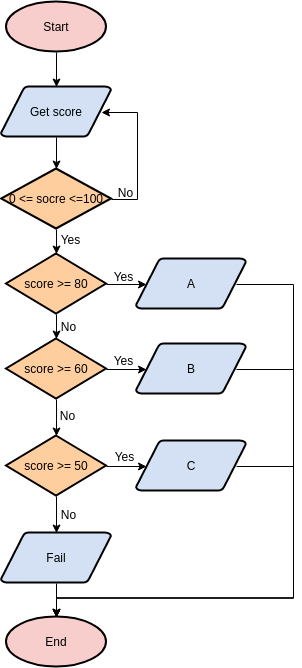 Start
Get score
0 <= socre <=100
No
Yes
score >= 80
Yes
A
No
score >= 60
Yes
B
No
score >= 50
Yes
C
No
Fail
End